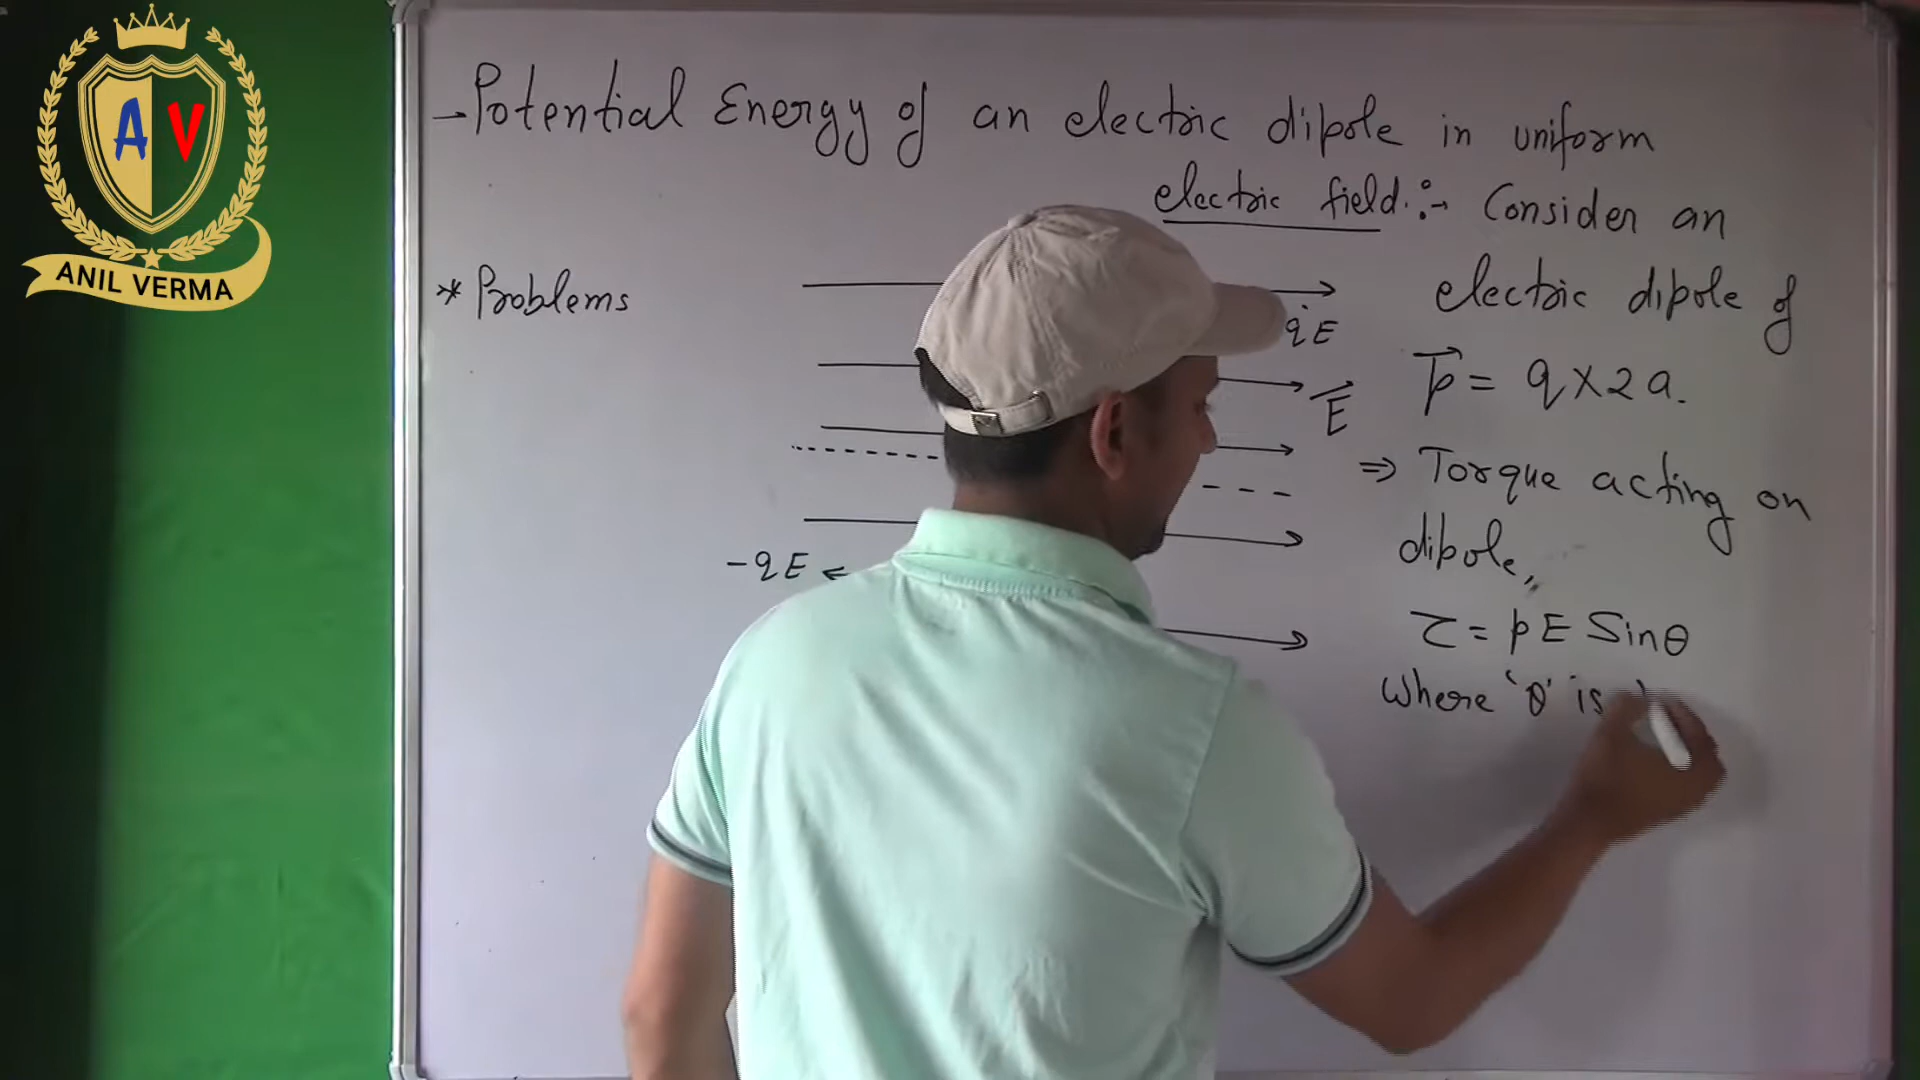 AV
ANIL VERMA
→ Potential Energy of an electric dipole in uniform
electric field :→ Consider an
electric dipole of
p⃗ = q×2a.
⇒ Torque acting on
dipole,
τ = pE Sinθ
Where 'θ' is
* Problems
qE
E⃗
-qE